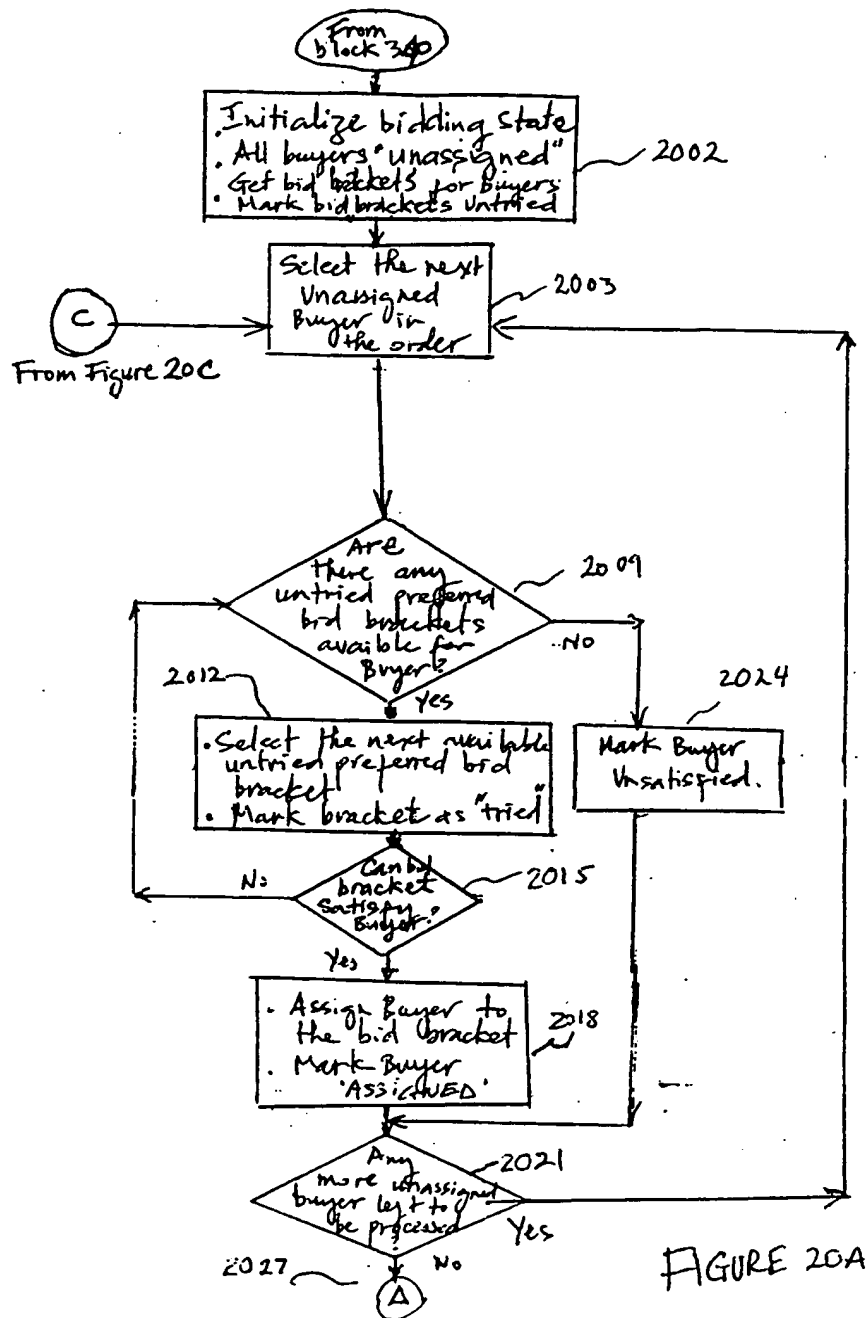 From
block 340
· Initialize bidding state
· All buyers "unassigned"
Get bid brackets for Buyers
· Mark bid brackets Untried
2002
Select the next
Unassigned
Buyer in
the order
2003
C
From Figure 20C
Are
there any
untried preferred
bid brackets
avaible for
Buyer?
2009
NO
Yes
2012
· Select the next available
untried preferred bid
bracket
· Mark bracket as "tried"
2024
Mark Buyer
Unsatisfied.
Can bid
bracket
satisfy
Buyer?
2015
No
Yes
· Assign Buyer to
the bid bracket
· Mark Buyer
'ASSIGNED'
2018
Any
more unassigned
buyer left to
be processed
?
2021
Yes
No
2027
A
FIGURE 20A